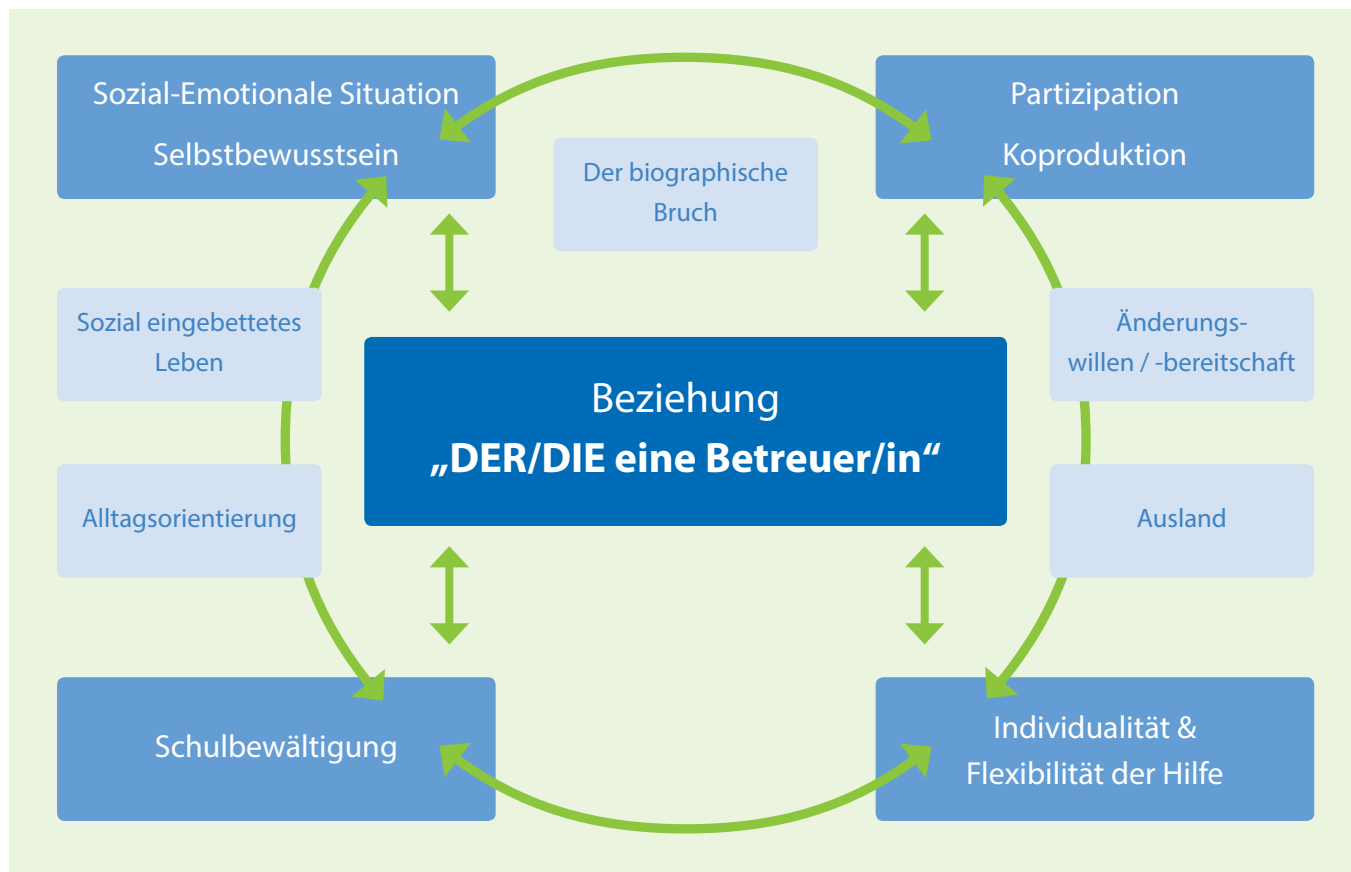 Sozial-Emotionale Situation
Selbstbewusstsein
Partizipation
Koproduktion
Der biographische
Bruch
Sozial eingebettetes
Leben
Änderungs-
willen / -bereitschaft
Beziehung
„DER/DIE eine Betreuer/in“
Alltagsorientierung
Ausland
Schulbewältigung
Individualität &
Flexibilität der Hilfe